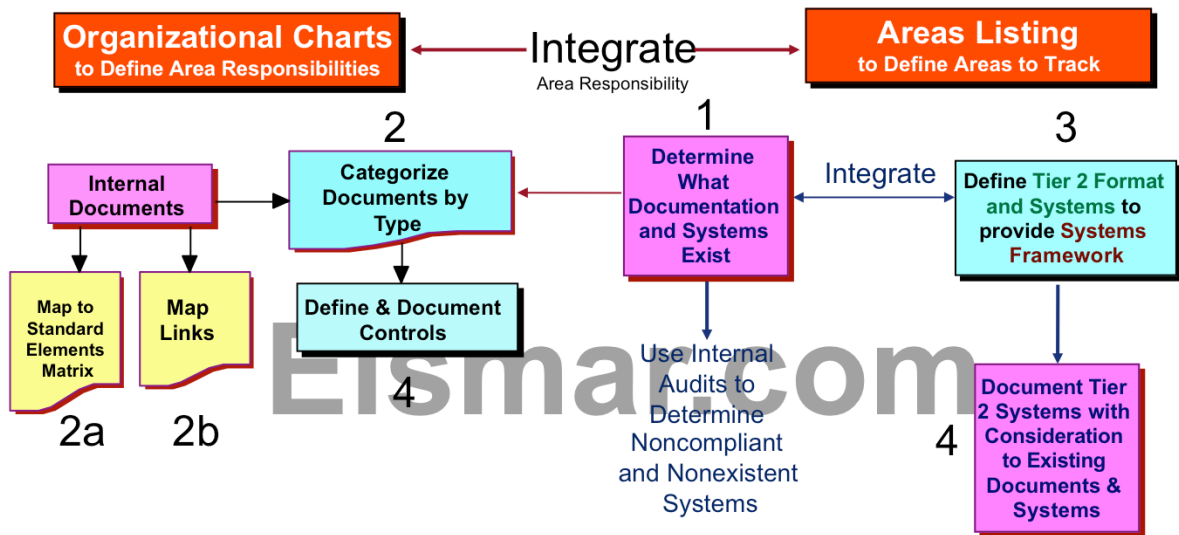 Organizational Charts
to Define Area Responsibilities
Integrate
Area Responsibility
Areas Listing
to Define Areas to Track
2
1
3
Internal
Documents
Categorize
Documents by
Type
Determine
What
Documentation
and Systems
Exist
Integrate
Define Tier 2 Format
and Systems to
provide Systems
Framework
Map to
Standard
Elements
Matrix
2a
Map
Links
2b
Define & Document
Controls
4
Use Internal
Audits to
Determine
Noncompliant
and Nonexistent
Systems
4
Document Tier
2 Systems with
Consideration
to Existing
Documents &
Systems
Elsmar.com